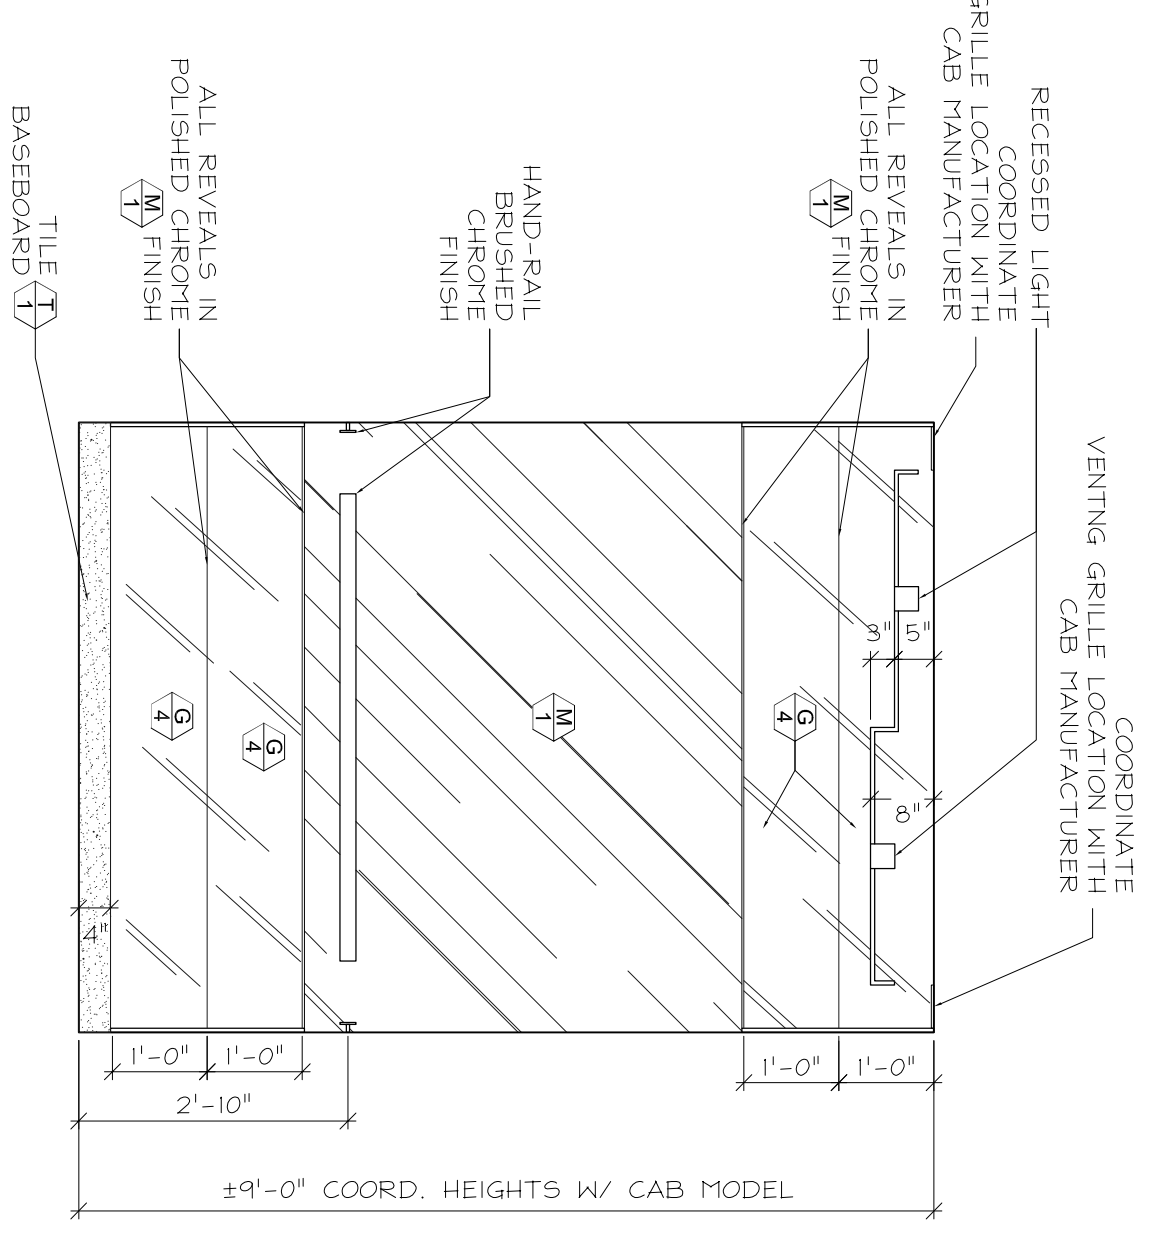 COORDINATE
VENTNG GRILLE LOCATION WITH
CAB MANUFACTURER
RECESSED LIGHT
COORDINATE
GRILLE LOCATION WITH
CAB MANUFACTURER
ALL REVEALS IN
POLISHED CHROME
M
1
FINISH
HAND-RAIL
BRUSHED
CHROME
FINISH
ALL REVEALS IN
POLISHED CHROME
M
1
FINISH
TILE
BASEBOARD
T
1
3"
5"
8"
G
4
M
1
G
4
G
4
4"
1'-0"
1'-0"
1'-0"
1'-0"
2'-10"
±9'-0" COORD. HEIGHTS W/ CAB MODEL